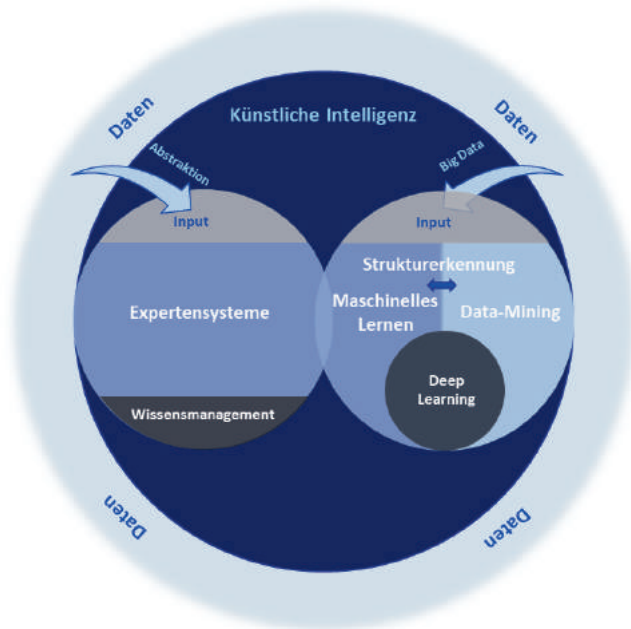 Daten
Daten
Künstliche Intelligenz
Abstraktion
Big Data
Input
Input
Strukturerkennung
Expertensysteme
Maschinelles
Lernen
Data-Mining
Deep
Learning
Wissensmanagement
Daten
Daten